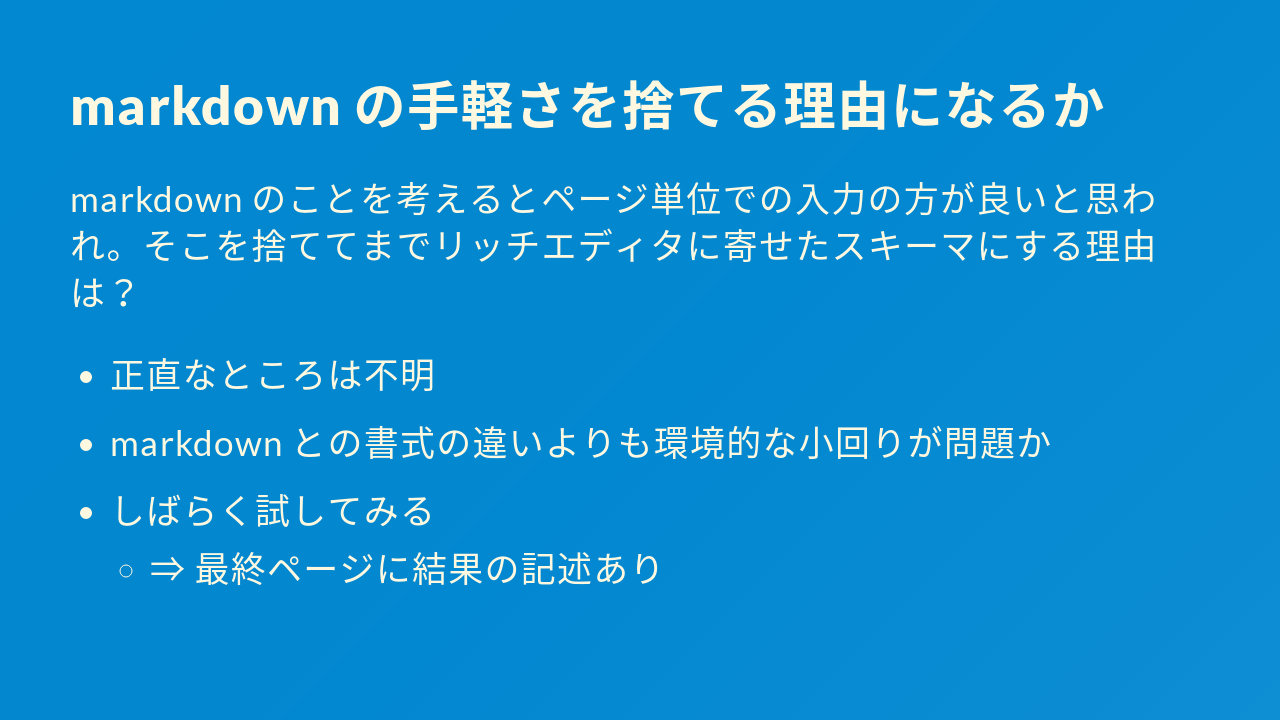 markdown の手軽さを捨てる理由になるか
markdown のことを考えるとページ単位での入力の方が良いと思わ
れ。そこを捨ててまでリッチエディタに寄せたスキーマにする理由
は？
• 正直なところは不明
• markdown との書式の違いよりも環境的な小回りが問題か
• しばらく試してみる
◦ ⇒ 最終ページに結果の記述あり